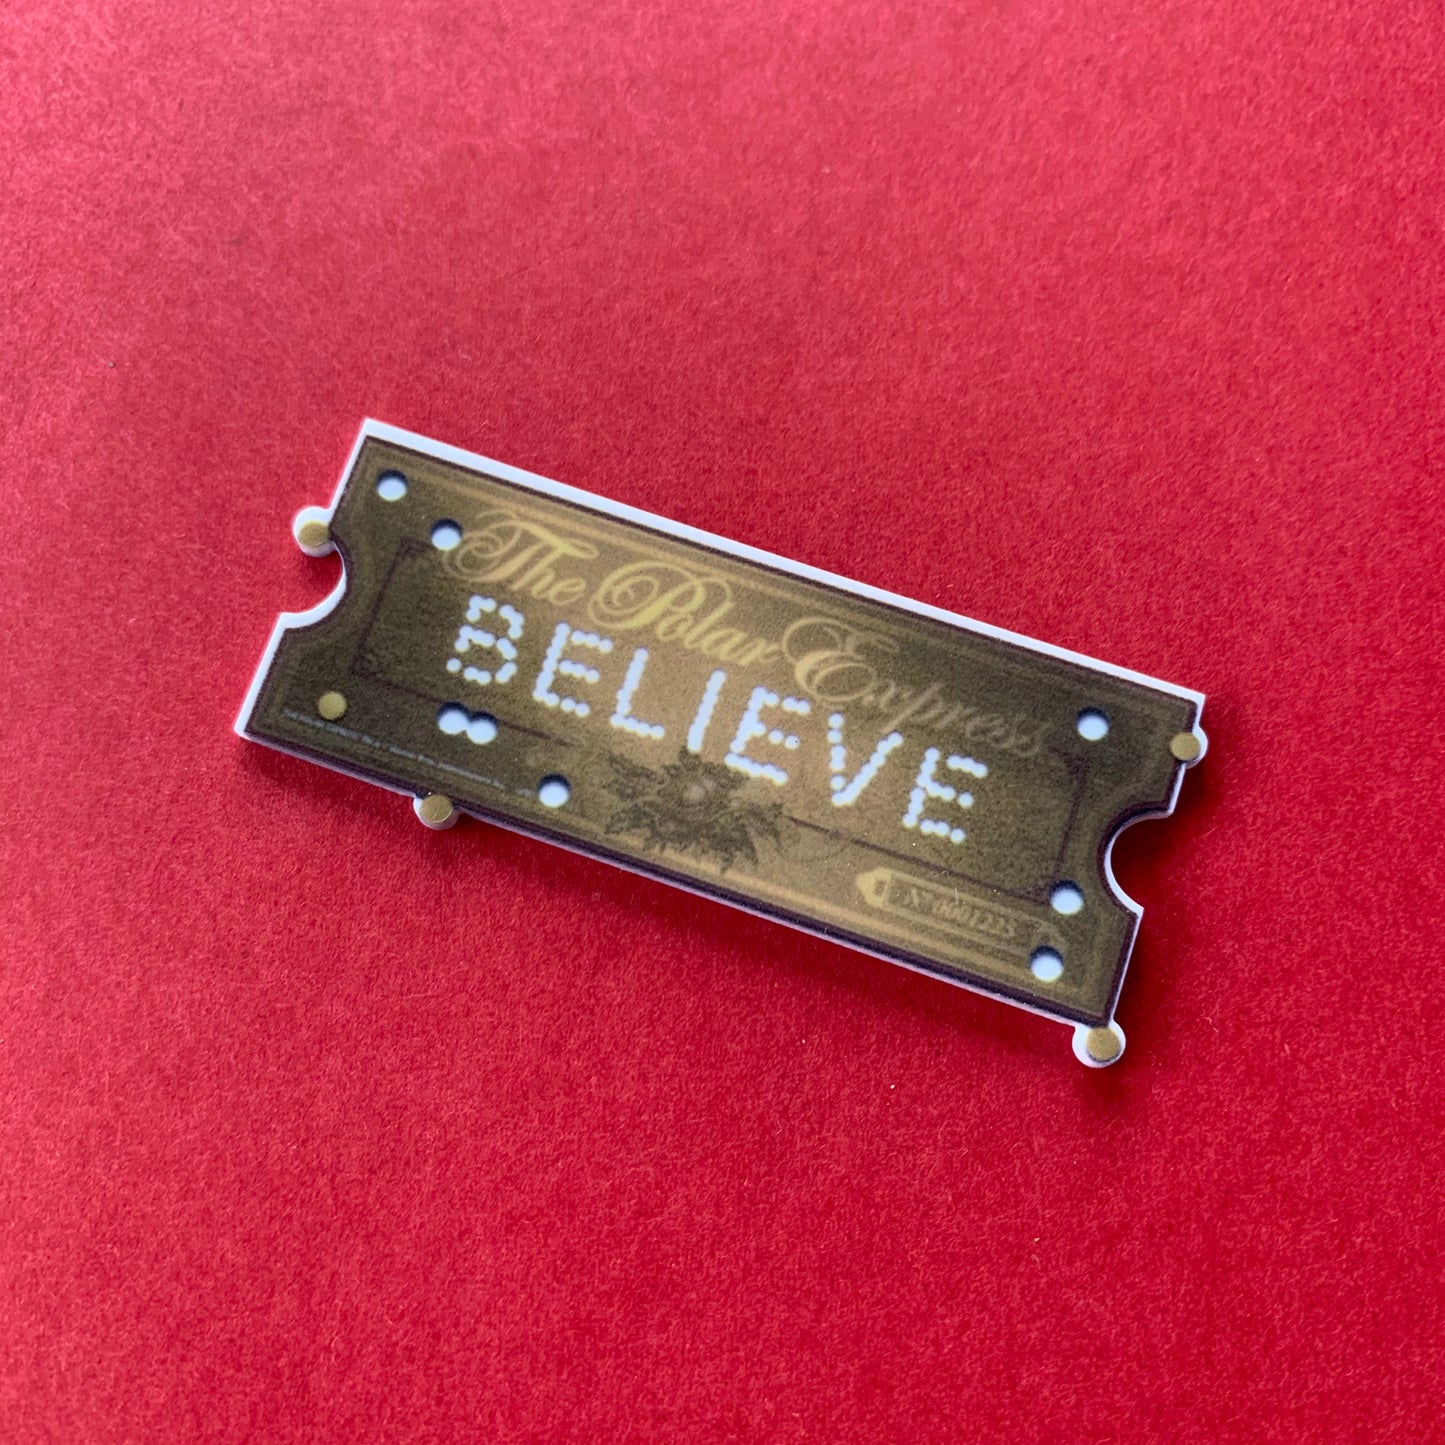 The Polar Express
BELIEVE